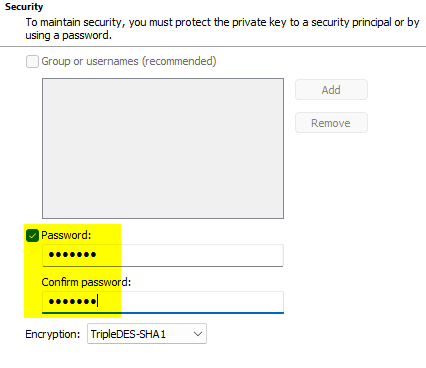 Security
To maintain security, you must protect the private key to a security principal or by
using a password.
Group or usernames (recommended)
Add
Remove
Password:
•••••••
Confirm password:
•••••••
Encryption: TripleDES-SHA1